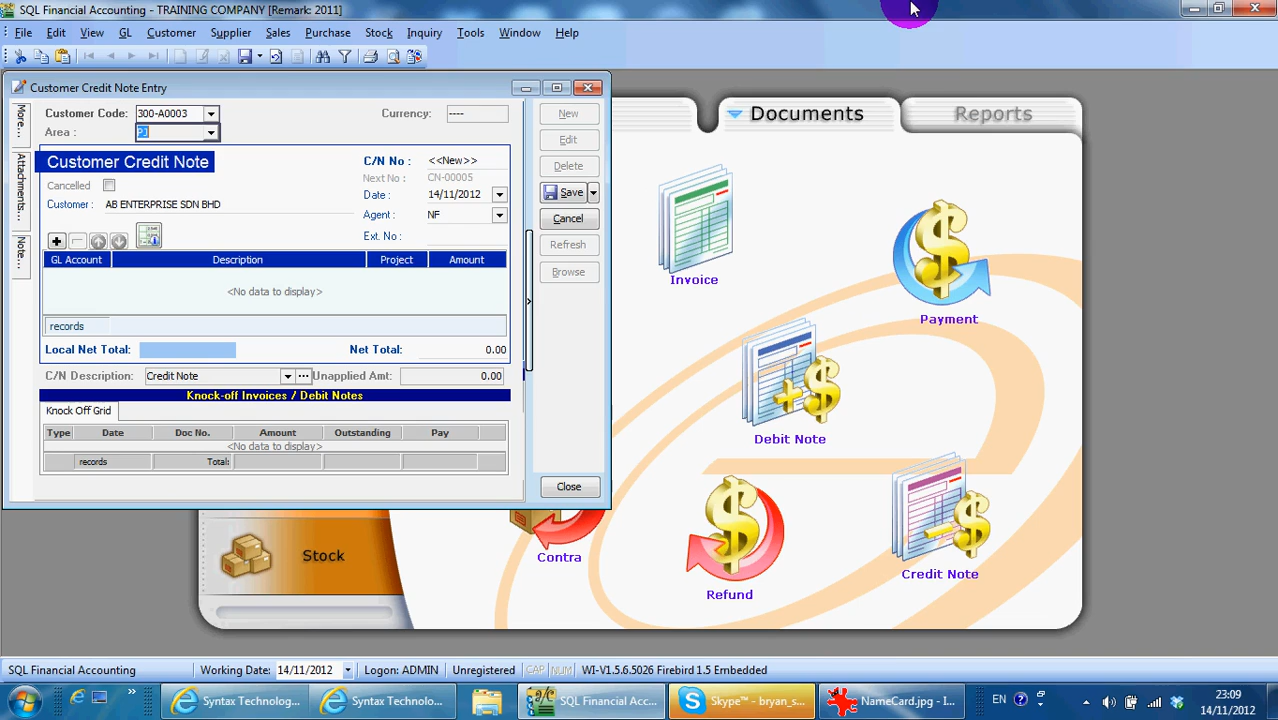 SQL Financial Accounting - TRAINING COMPANY [Remark: 2011]
File Edit View GL Customer Supplier Sales Purchase Stock Inquiry Tools Window Help
Customer Credit Note Entry
Documents
Reports
More...
Attachments...
Note...
Customer Code: 300-A0003 Currency: ----
Area : PJ
Customer Credit Note
C/N No : <<New>>
Cancelled
Next No : CN-00005
Date : 14/11/2012
Customer : AB ENTERPRISE SDN BHD
Agent : NF
Ext. No :
GL Account Description Project Amount
<No data to display>
records
Local Net Total: Net Total: 0.00
C/N Description: Credit Note Unapplied Amt: 0.00
Knock-off Invoices / Debit Notes
Knock Off Grid
Type Date Doc No. Amount Outstanding Pay
<No data to display>
records Total:
New
Edit
Delete
Save
Cancel
Refresh
Browse
Close
Invoice
Payment
Debit Note
Contra
Refund
Credit Note
Stock
SQL Financial Accounting Working Date: 14/11/2012 Logon: ADMIN Unregistered CAP NUM WI-V1.5.6.5026 Firebird 1.5 Embedded
Syntax Technolog... Syntax Technolo... SQL Financial Acc... Skype™ - bryan_s... NameCard.jpg - I... EN 23:09
14/11/2012